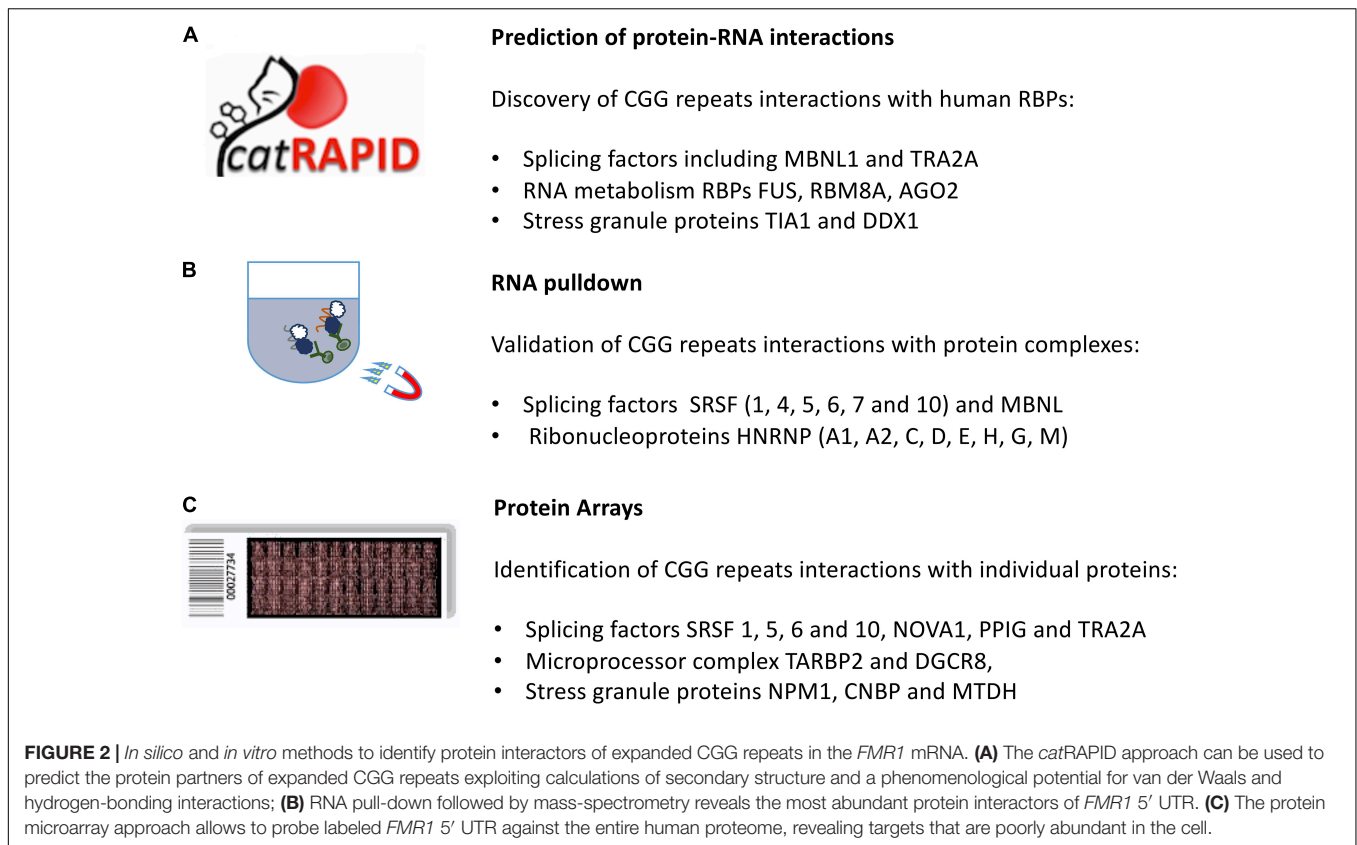 A
catRAPID
Prediction of protein-RNA interactions
Discovery of CGG repeats interactions with human RBPs:
• Splicing factors including MBNL1 and TRA2A
• RNA metabolism RBPs FUS, RBM8A, AGO2
• Stress granule proteins TIA1 and DDX1
B
RNA pulldown
Validation of CGG repeats interactions with protein complexes:
• Splicing factors SRSF (1, 4, 5, 6, 7 and 10) and MBNL
• Ribonucleoproteins HNRNP (A1, A2, C, D, E, H, G, M)
C
00027734
Protein Arrays
Identification of CGG repeats interactions with individual proteins:
• Splicing factors SRSF 1, 5, 6 and 10, NOVA1, PPIG and TRA2A
• Microprocessor complex TARBP2 and DGCR8,
• Stress granule proteins NPM1, CNBP and MTDH
FIGURE 2 | In silico and in vitro methods to identify protein interactors of expanded CGG repeats in the FMR1 mRNA. (A) The catRAPID approach can be used to
predict the protein partners of expanded CGG repeats exploiting calculations of secondary structure and a phenomenological potential for van der Waals and
hydrogen-bonding interactions; (B) RNA pull-down followed by mass-spectrometry reveals the most abundant protein interactors of FMR1 5′ UTR. (C) The protein
microarray approach allows to probe labeled FMR1 5′ UTR against the entire human proteome, revealing targets that are poorly abundant in the cell.